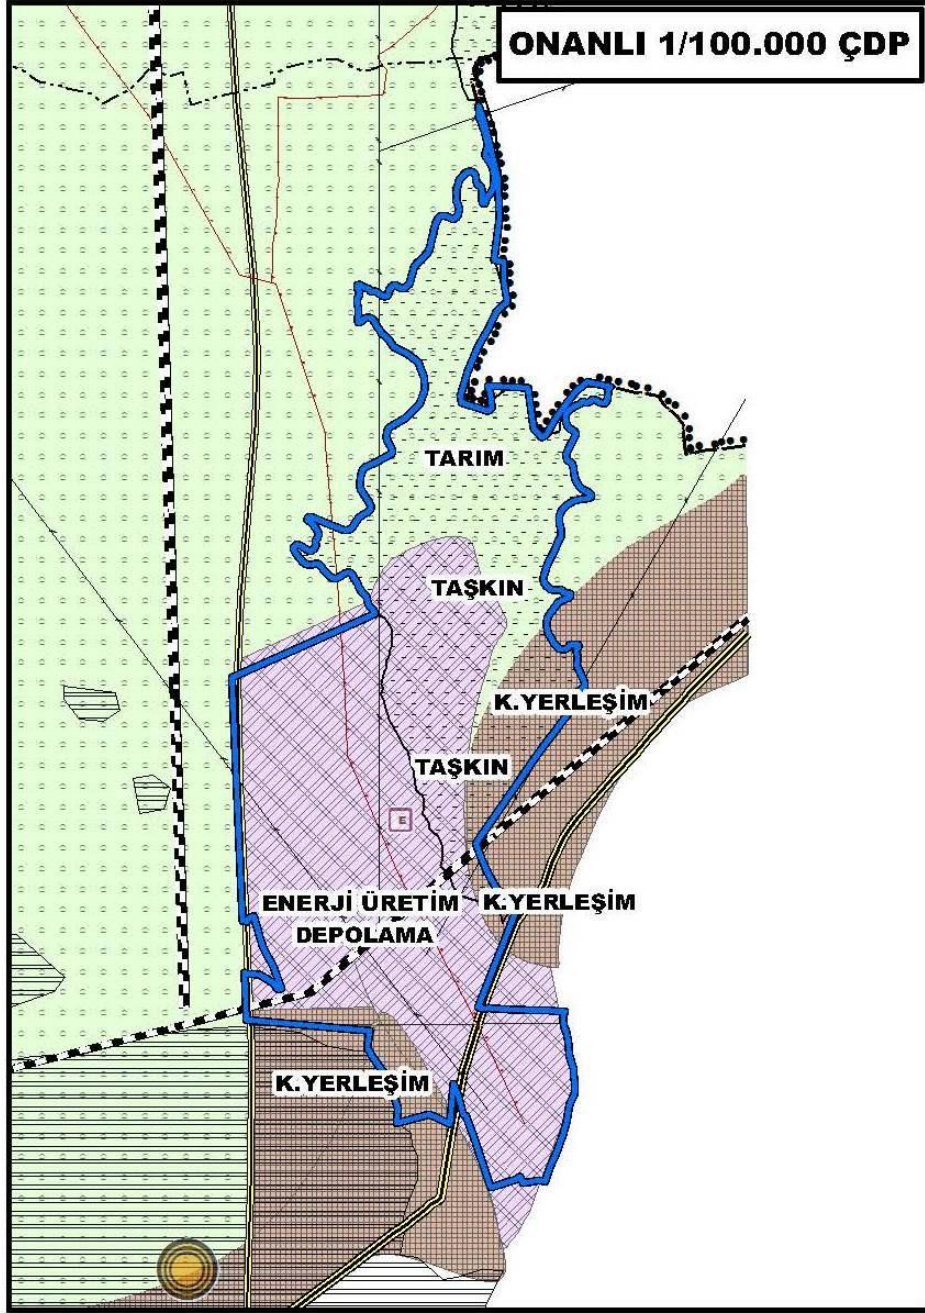 ONANLI 1/100.000 ÇDP
TARIM
TAŞKIN
K.YERLEŞİM
TAŞKIN
E
ENERJİ ÜRETİM
DEPOLAMA
K.YERLEŞİM
K.YERLEŞİM